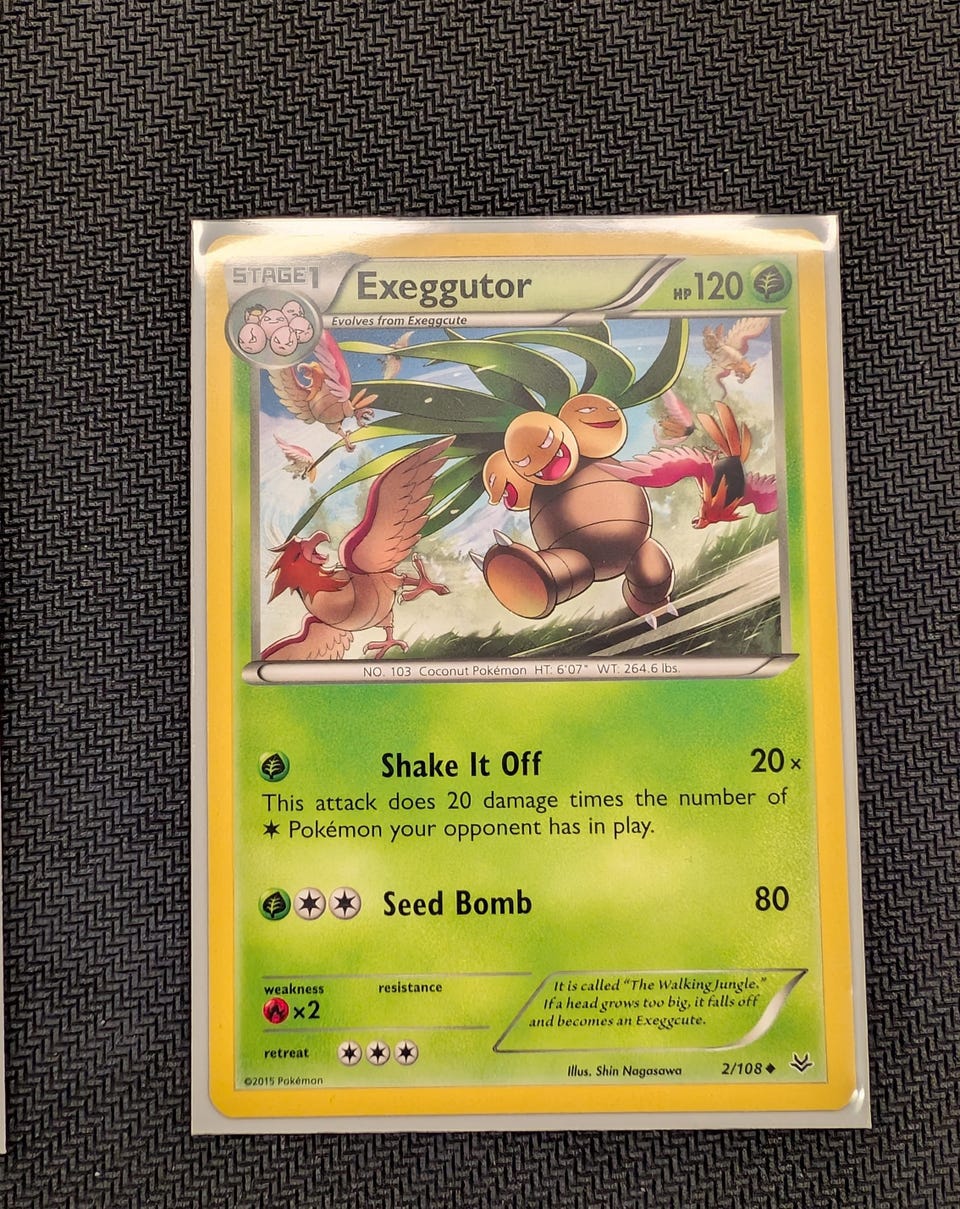 STAGE1
Exeggutor
HP120
Evolves from Exeggcute
NO. 103 Coconut Pokémon HT: 6'07" WT: 264.6 lbs.
Shake It Off 20×
This attack does 20 damage times the number of
Pokémon your opponent has in play.
Seed Bomb 80
weakness resistance
×2
retreat
It is called "The Walking Jungle."
If a head grows too big, it falls off
and becomes an Exeggcute.
Illus. Shin Nagasawa 2/108
©2015 Pokémon